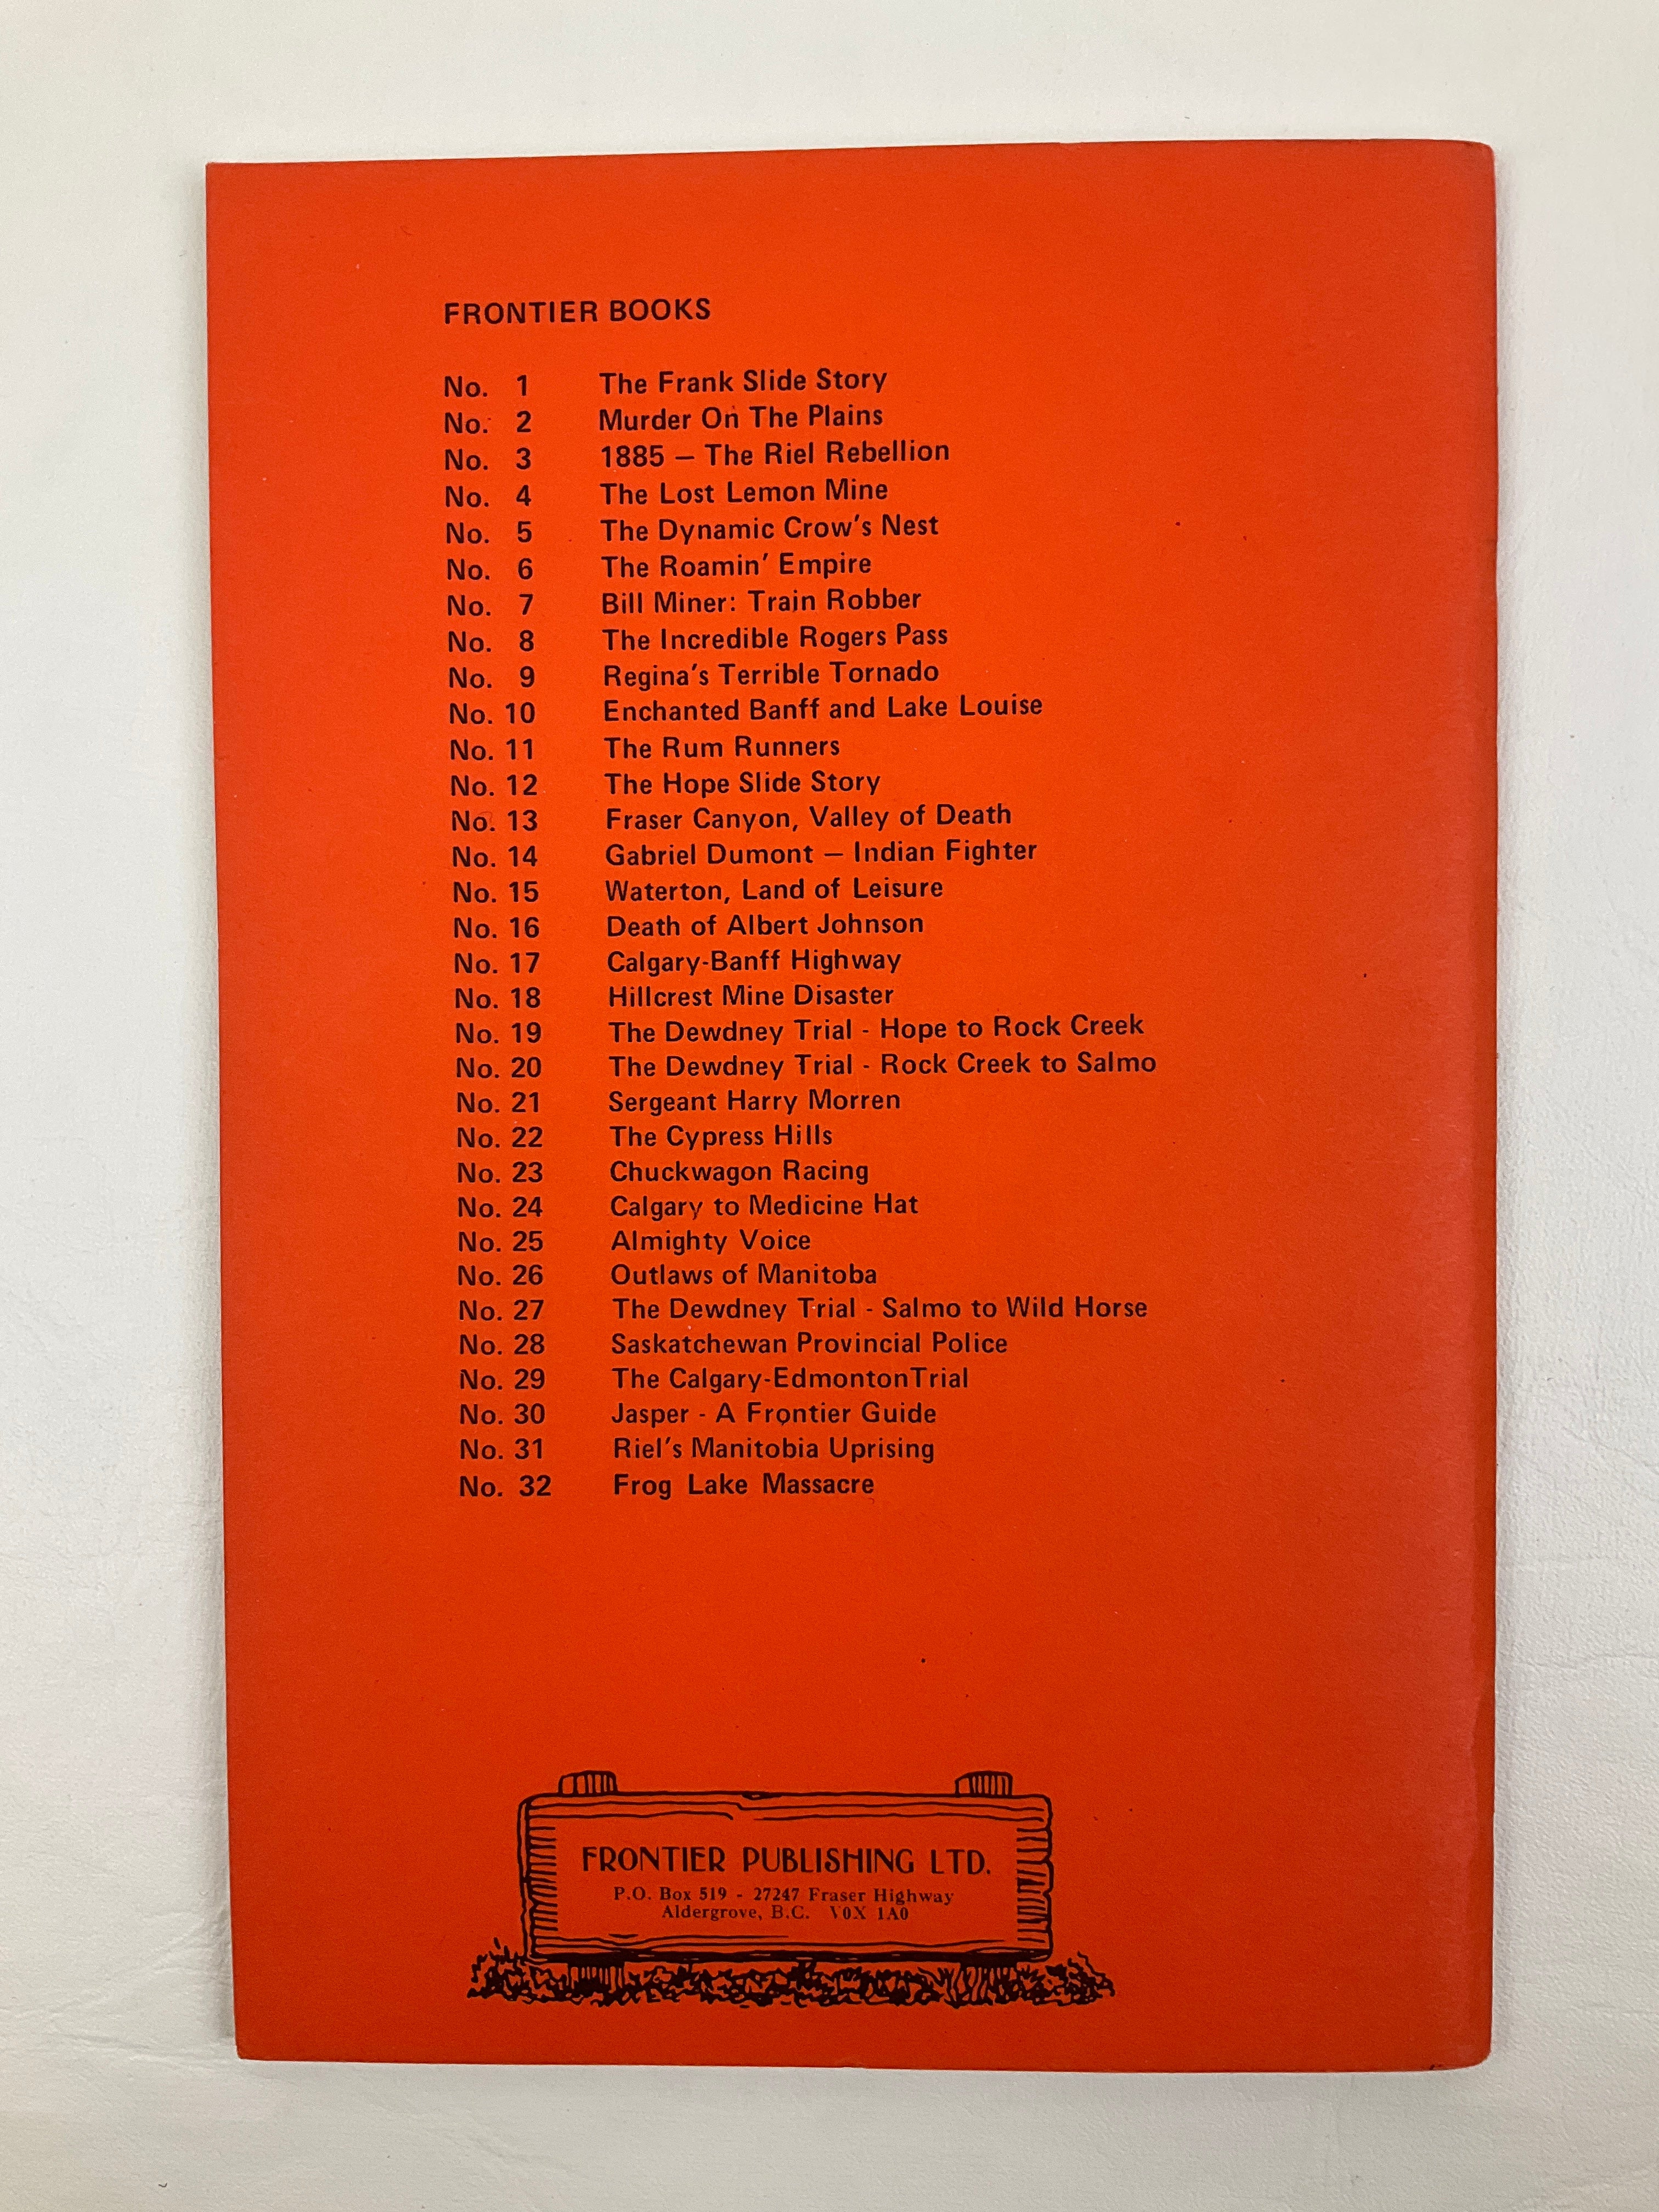 FRONTIER BOOKS
No. 1 The Frank Slide Story
No. 2 Murder On The Plains
No. 3 1885 — The Riel Rebellion
No. 4 The Lost Lemon Mine
No. 5 The Dynamic Crow's Nest
No. 6 The Roamin' Empire
No. 7 Bill Miner: Train Robber
No. 8 The Incredible Rogers Pass
No. 9 Regina's Terrible Tornado
No. 10 Enchanted Banff and Lake Louise
No. 11 The Rum Runners
No. 12 The Hope Slide Story
No. 13 Fraser Canyon, Valley of Death
No. 14 Gabriel Dumont — Indian Fighter
No. 15 Waterton, Land of Leisure
No. 16 Death of Albert Johnson
No. 17 Calgary-Banff Highway
No. 18 Hillcrest Mine Disaster
No. 19 The Dewdney Trial - Hope to Rock Creek
No. 20 The Dewdney Trial - Rock Creek to Salmo
No. 21 Sergeant Harry Morren
No. 22 The Cypress Hills
No. 23 Chuckwagon Racing
No. 24 Calgary to Medicine Hat
No. 25 Almighty Voice
No. 26 Outlaws of Manitoba
No. 27 The Dewdney Trial - Salmo to Wild Horse
No. 28 Saskatchewan Provincial Police
No. 29 The Calgary-EdmontonTrial
No. 30 Jasper - A Frontier Guide
No. 31 Riel's Manitobia Uprising
No. 32 Frog Lake Massacre
FRONTIER PUBLISHING LTD.
P.O. Box 519 - 27247 Fraser Highway
Aldergrove, B.C. V0X 1A0